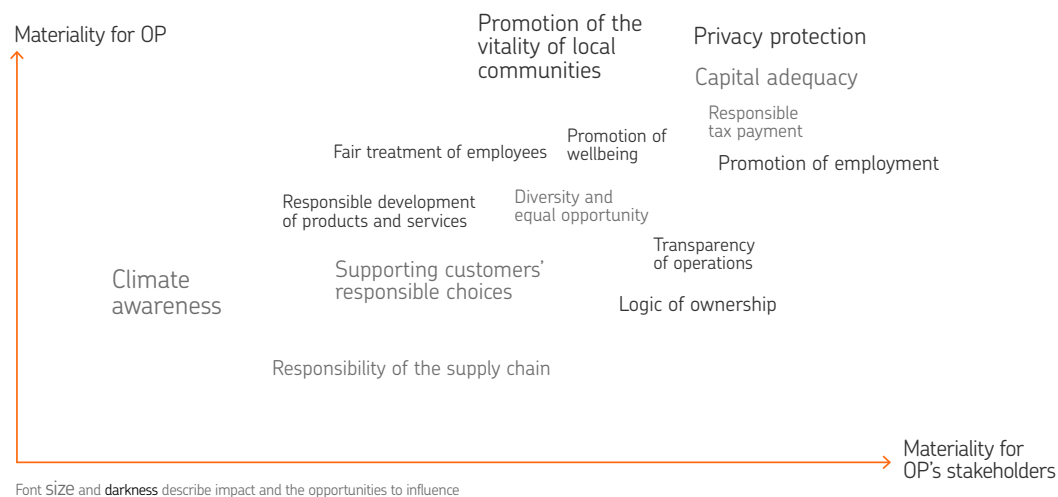 Materiality for OP
Promotion of the
vitality of local
communities
Privacy protection
Capital adequacy
Responsible
tax payment
Promotion of
wellbeing
Fair treatment of employees
Promotion of employment
Responsible development
of products and services
Diversity and
equal opportunity
Transparency
of operations
Climate
awareness
Supporting customers'
responsible choices
Logic of ownership
Responsibility of the supply chain
Materiality for
OP's stakeholders
Font size and darkness describe impact and the opportunities to influence